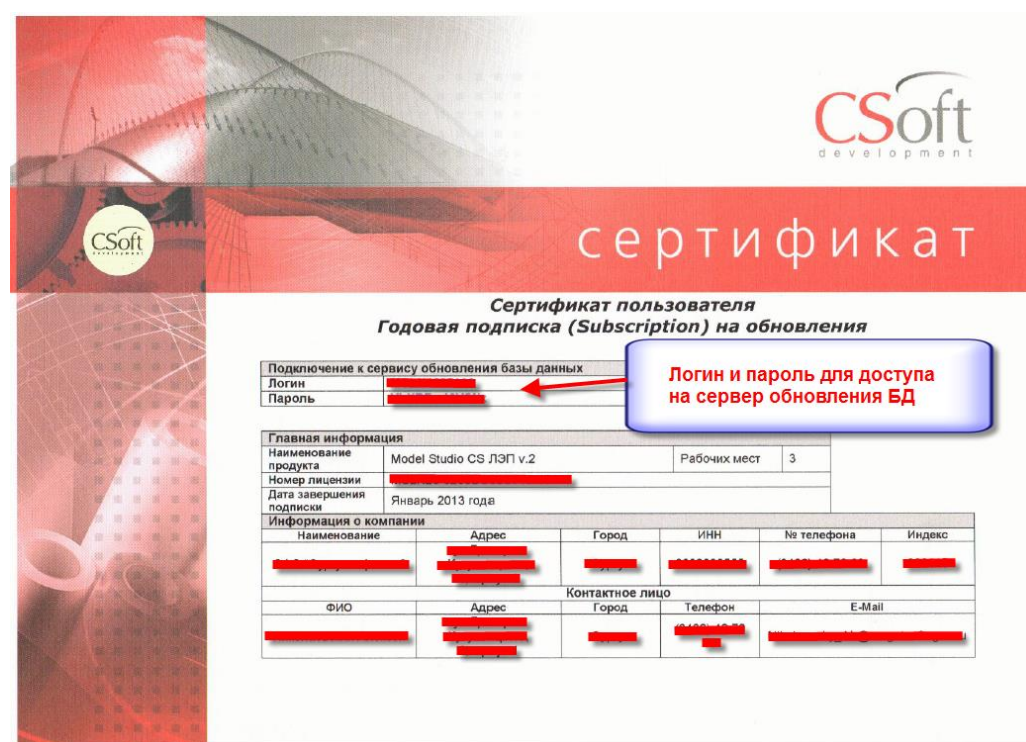 CSoft
development
сертификат
CSoft
development
Сертификат пользователя
Годовая подписка (Subscription) на обновления
Подключение к сервису обновления базы данных
Логин
Пароль
Логин и пароль для доступа
на сервер обновления БД
Главная информация
Наименование продукта Model Studio CS ЛЭП v.2 Рабочих мест 3
Номер лицензии
Дата завершения подписки Январь 2013 года
Информация о компании
Наименование Адрес Город ИНН № телефона Индекс
Контактное лицо
ФИО Адрес Город Телефон E-Mail